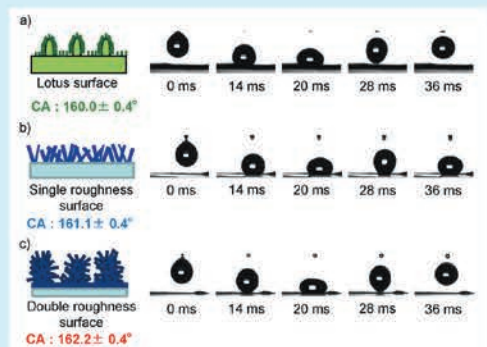 a)
Lotus surface
CA : 160.0± 0.4°
0 ms 14 ms 20 ms 28 ms 36 ms
b)
Single roughness
surface
CA : 161.1± 0.4°
0 ms 14 ms 20 ms 28 ms 36 ms
c)
Double roughness
surface
CA : 162.2± 0.4°
0 ms 14 ms 20 ms 28 ms 36 ms